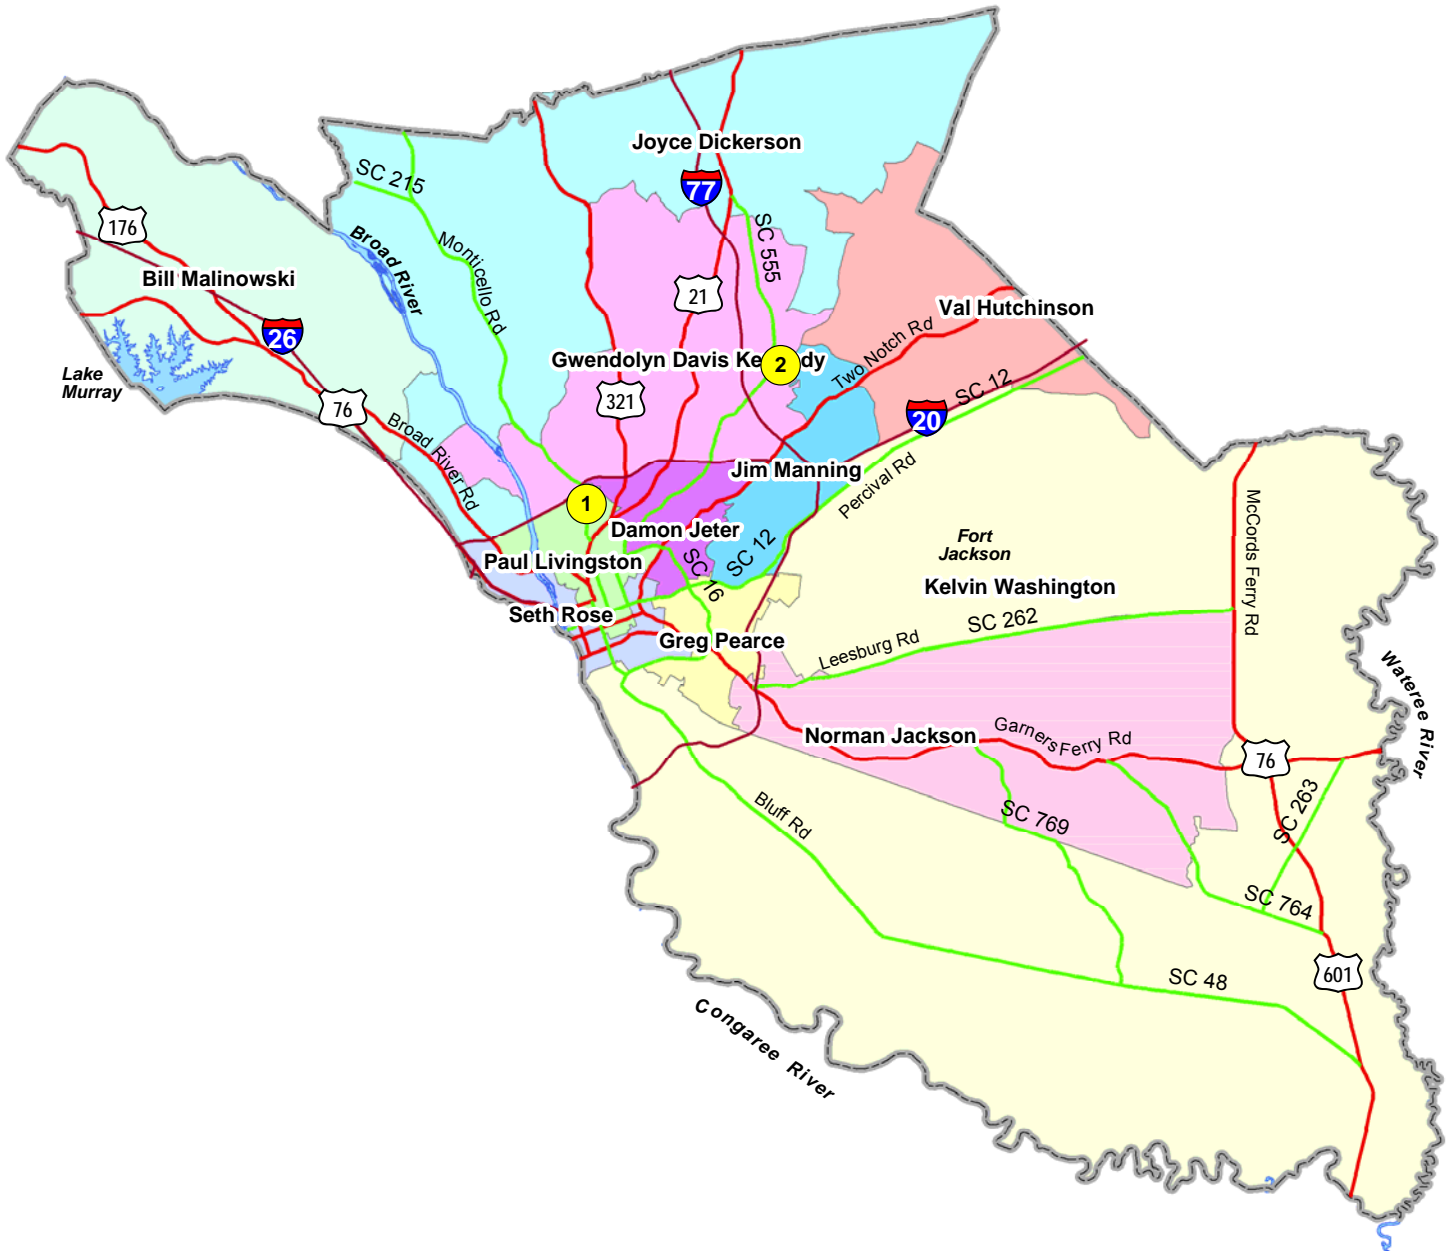 Joyce Dickerson
SC 215
77
176
SC 555
Broad River
Monticello Rd
Bill Malinowski
21
Val Hutchinson
26
Two Notch Rd
Gwendolyn Davis Ke
dy
2
Lake
Murray
SC 12
76
321
20
Broad River Rd
Jim Manning
Percival Rd
1
McCords Ferry Rd
Damon Jeter
Fort
Jackson
SC 12
Paul Livingston
SC 16
Kelvin Washington
Seth Rose
SC 262
Greg Pearce
Leesburg Rd
Wateree River
Norman Jackson
Garners Ferry Rd
76
SC 263
Bluff Rd
SC 769
SC 764
601
SC 48
Congaree River